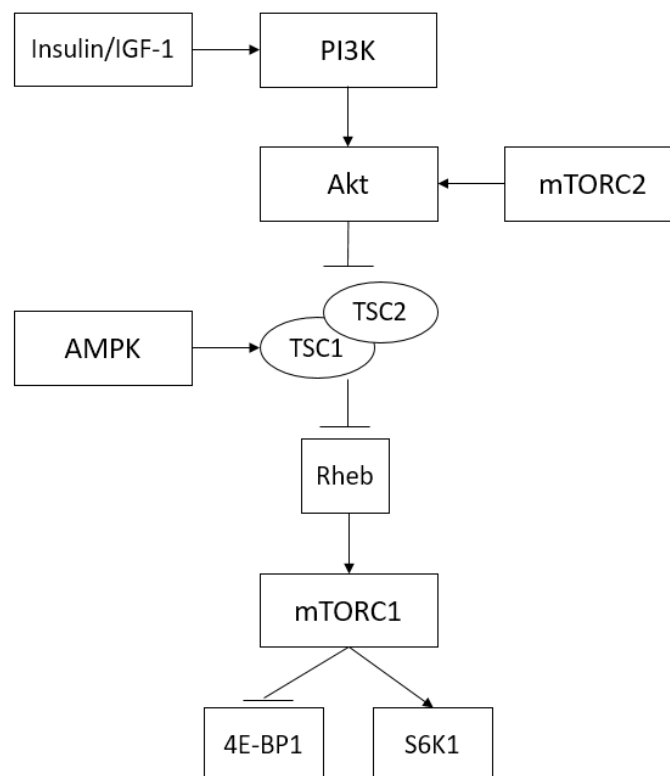 Insulin/IGF-1
PI3K
Akt
mTORC2
TSC2
AMPK
TSC1
Rheb
mTORC1
4E-BP1
S6K1